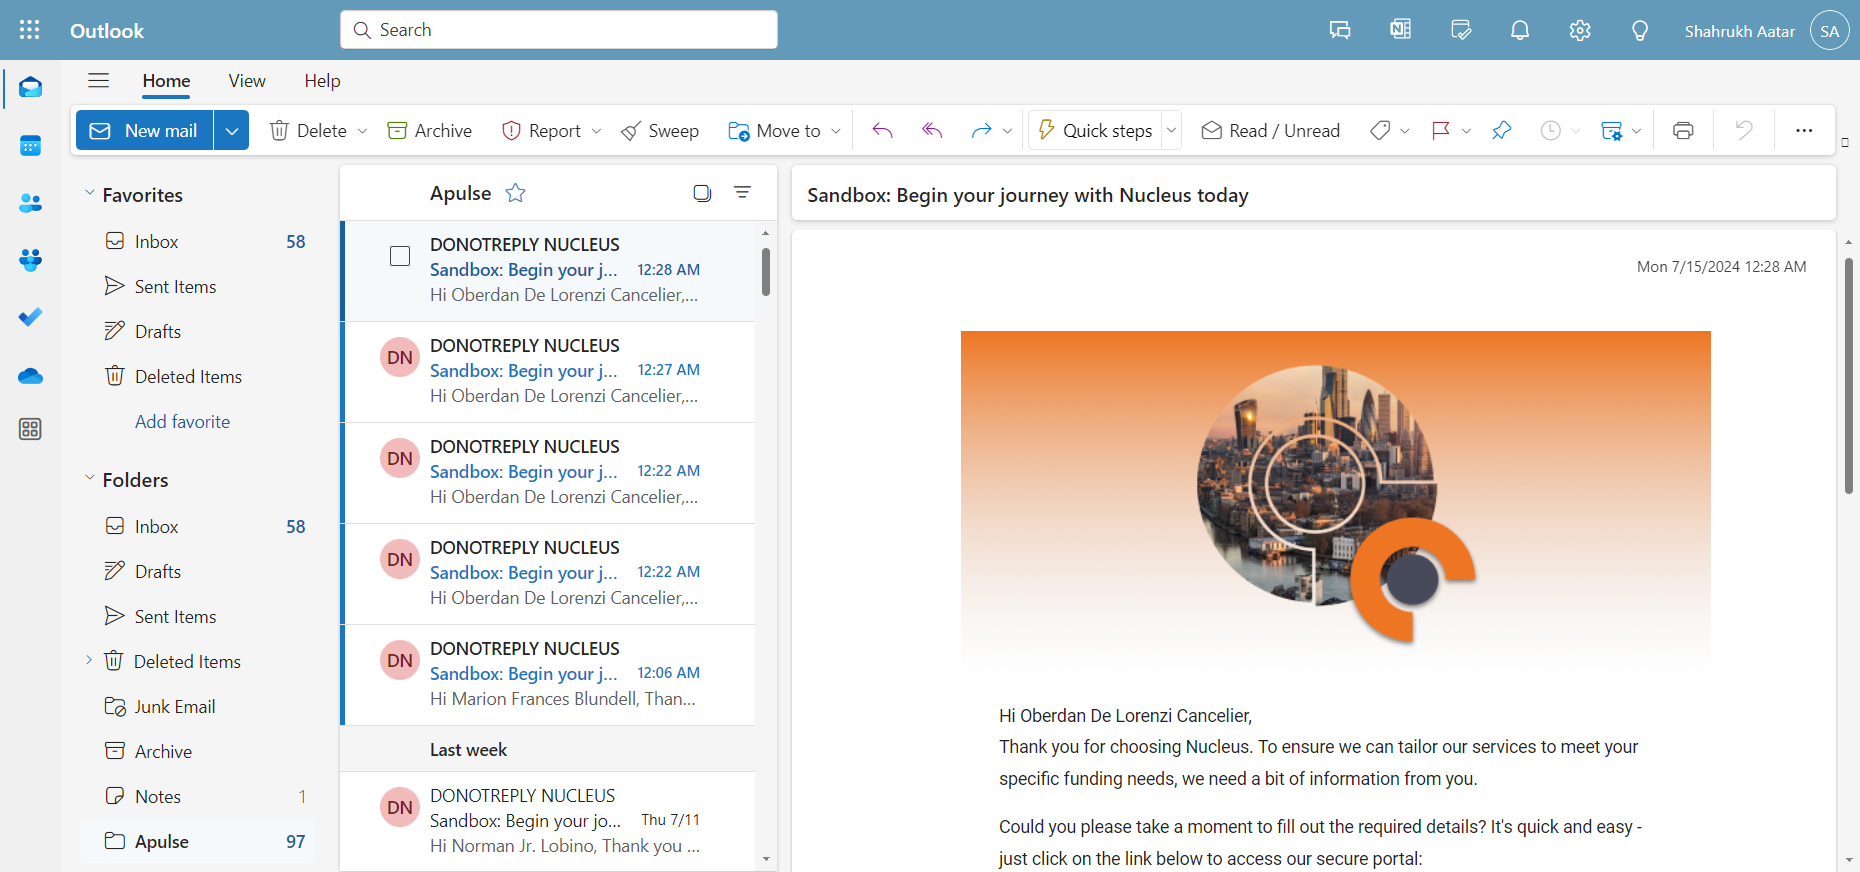 Outlook
Search
Shahrukh Aatar
SA
Home
View
Help
New mail
Delete
Archive
Report
Sweep
Move to
Quick steps
Read / Unread
Favorites
Inbox
58
Sent Items
Drafts
Deleted Items
Add favorite
Folders
Inbox
58
Drafts
Sent Items
Deleted Items
Junk Email
Archive
Notes
1
Apulse
97
Apulse
DONOTREPLY NUCLEUS
Sandbox: Begin your j... 12:28 AM
Hi Oberdan De Lorenzi Cancelier,...
DN
DONOTREPLY NUCLEUS
Sandbox: Begin your j... 12:27 AM
Hi Oberdan De Lorenzi Cancelier,...
DN
DONOTREPLY NUCLEUS
Sandbox: Begin your j... 12:22 AM
Hi Oberdan De Lorenzi Cancelier,...
DN
DONOTREPLY NUCLEUS
Sandbox: Begin your j... 12:22 AM
Hi Oberdan De Lorenzi Cancelier,...
DN
DONOTREPLY NUCLEUS
Sandbox: Begin your j... 12:06 AM
Hi Marion Frances Blundell, Than...
Last week
DN
DONOTREPLY NUCLEUS
Sandbox: Begin your jo... Thu 7/11
Hi Norman Jr. Lobino, Thank you ...
Sandbox: Begin your journey with Nucleus today
Mon 7/15/2024 12:28 AM
Hi Oberdan De Lorenzi Cancelier,
Thank you for choosing Nucleus. To ensure we can tailor our services to meet your
specific funding needs, we need a bit of information from you.
Could you please take a moment to fill out the required details? It's quick and easy -
just click on the link below to access our secure portal: